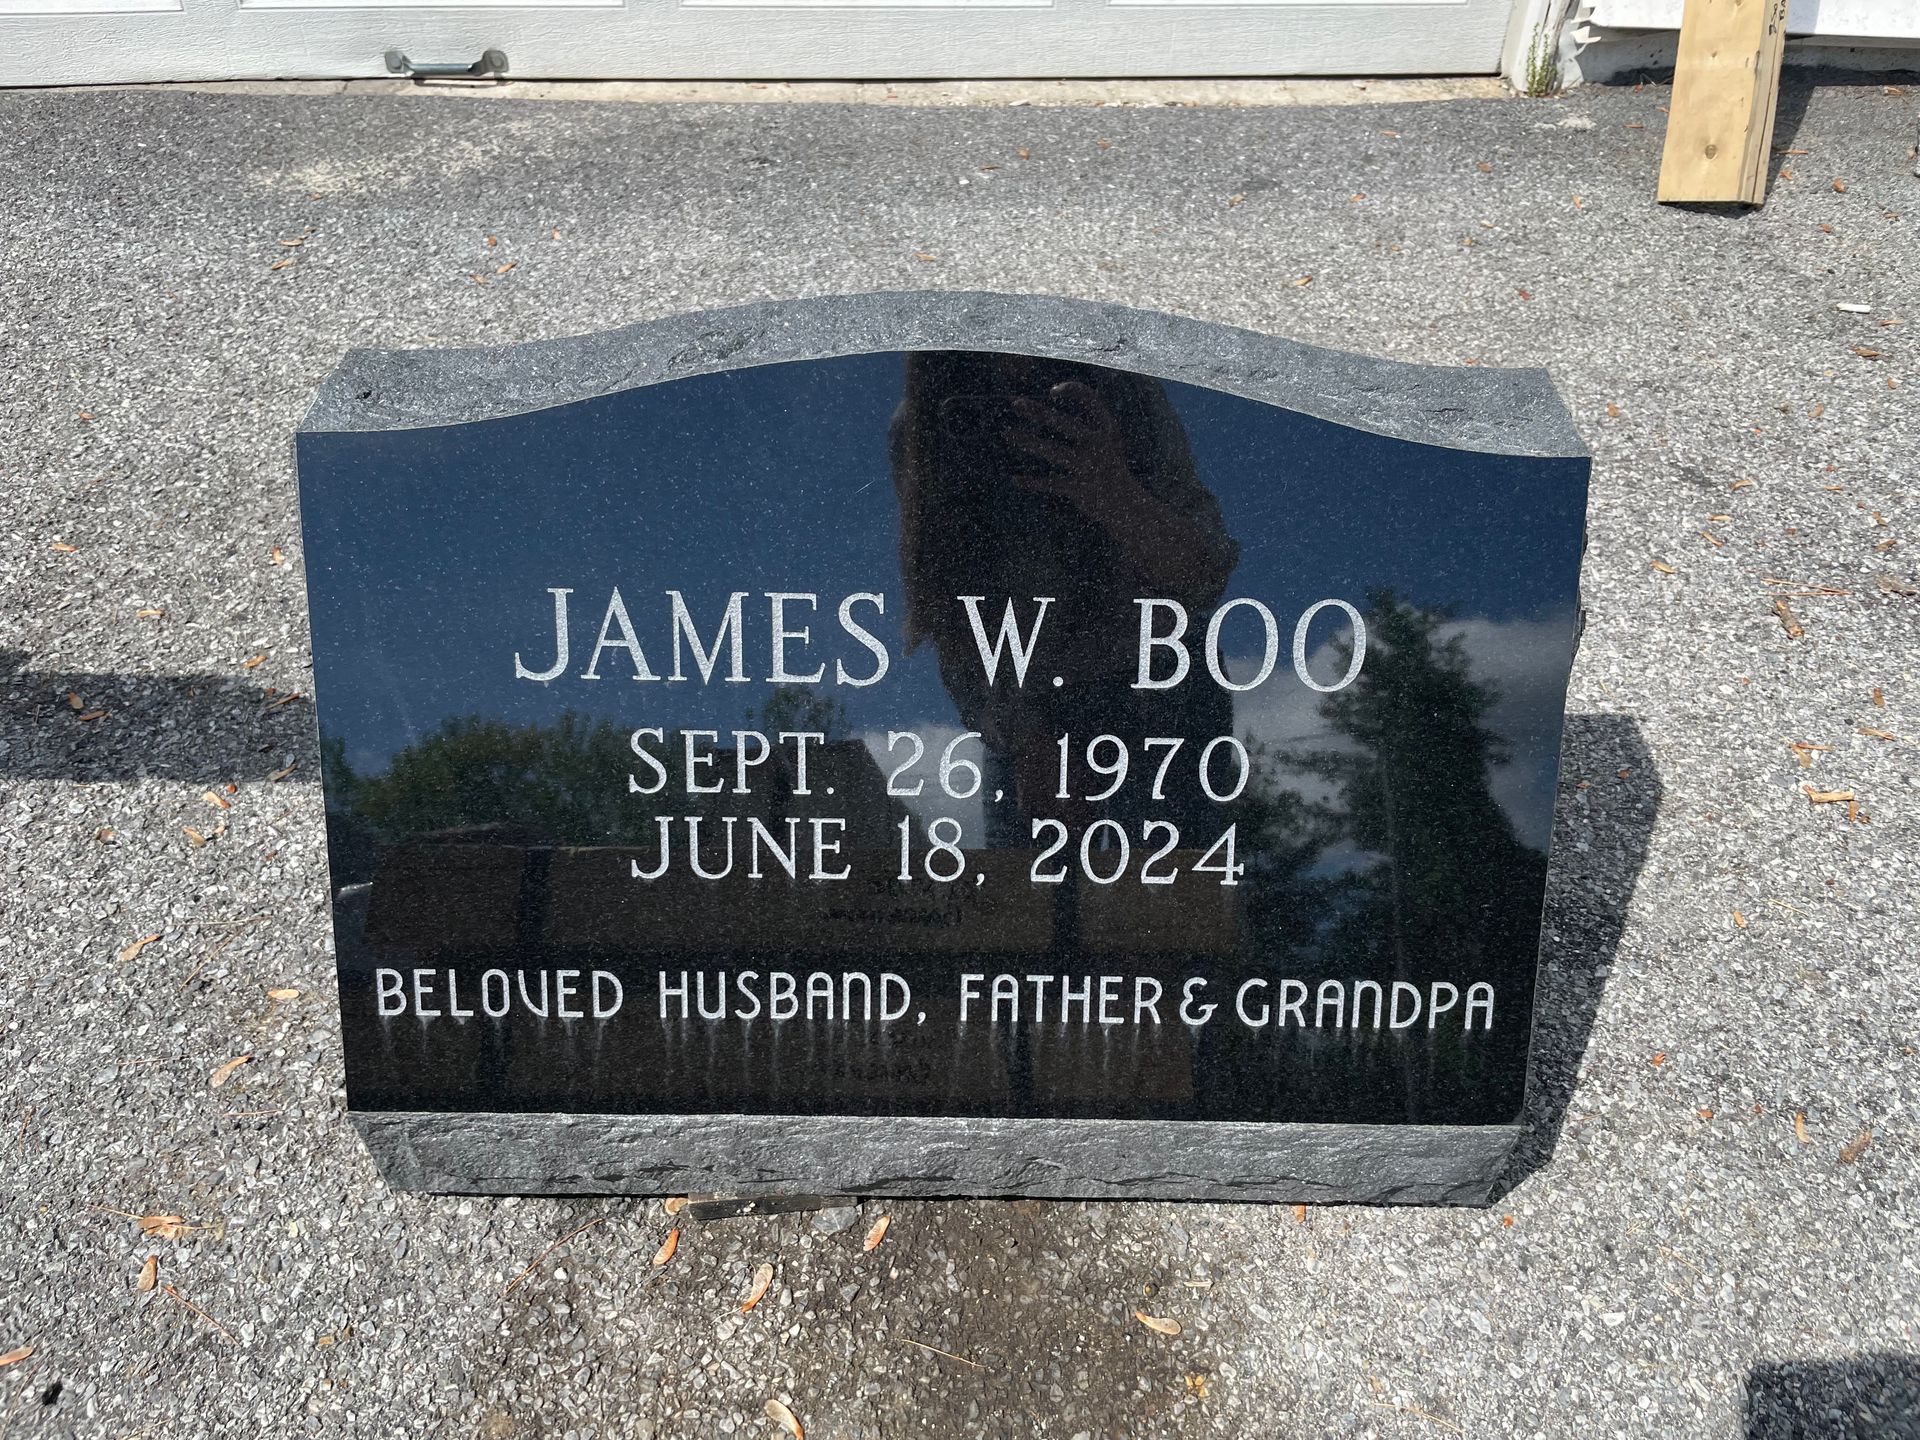 JAMES W. BOO
SEPT. 26, 1970
JUNE 18, 2024
BELOVED HUSBAND, FATHER & GRANDPA